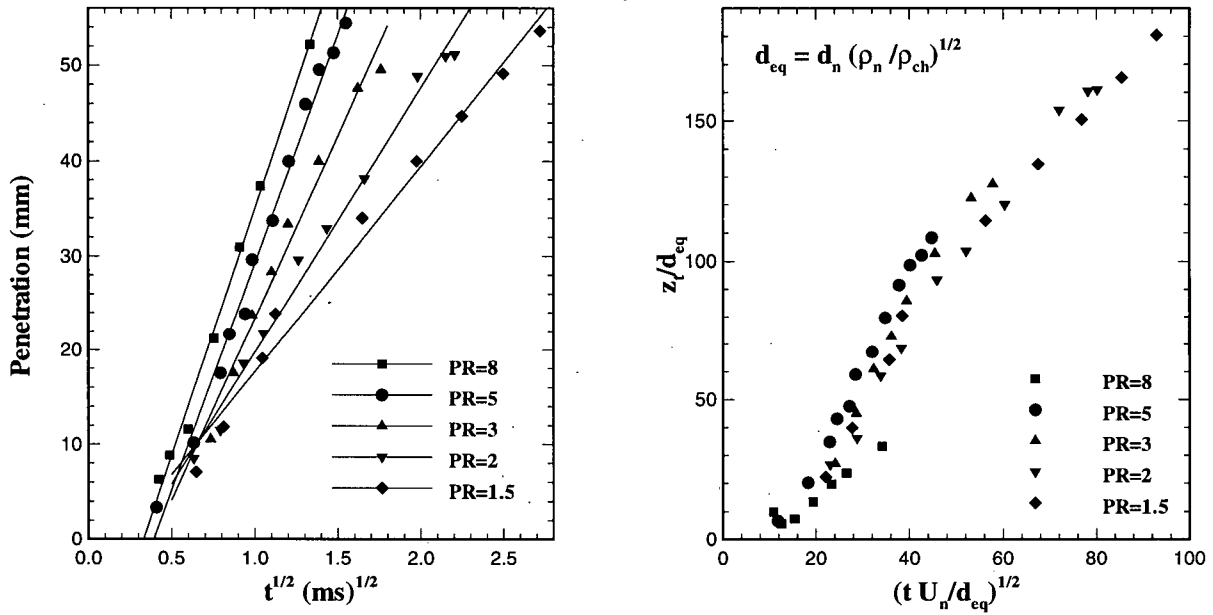 Penetration (mm)
50
40
30
20
10
0
0.0 0.5 1.0 1.5 2.0 2.5
t^1/2 (ms)^1/2
PR=8
PR=5
PR=3
PR=2
PR=1.5
d_eq = d_n (ρ_n /ρ_ch)^1/2
z_t/d_eq
150
100
50
0
0 20 40 60 80 100
(t U_n/d_eq)^1/2
PR=8
PR=5
PR=3
PR=2
PR=1.5